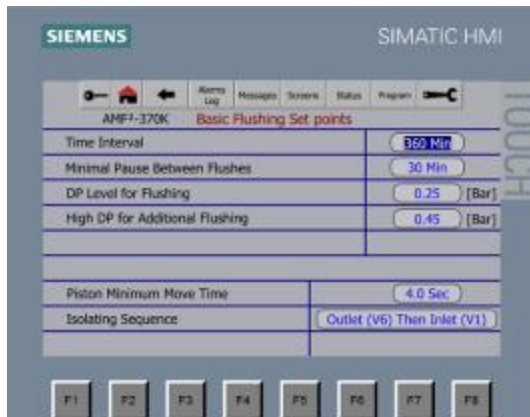 SIEMENS
SIMATIC HMI
TOUCH
Alarms Log
Messages
Screens
Status
Program
AMF²-370K Basic Flushing Set points
Time Interval 360 Min
Minimal Pause Between Flushes 30 Min
DP Level for Flushing 0.25 [Bar]
High DP for Additional Flushing 0.45 [Bar]
Piston Minimum Move Time 4.0 Sec
Isolating Sequence Outlet (V6) Then Inlet (V1)
F1 F2 F3 F4 F5 F6 F7 F8